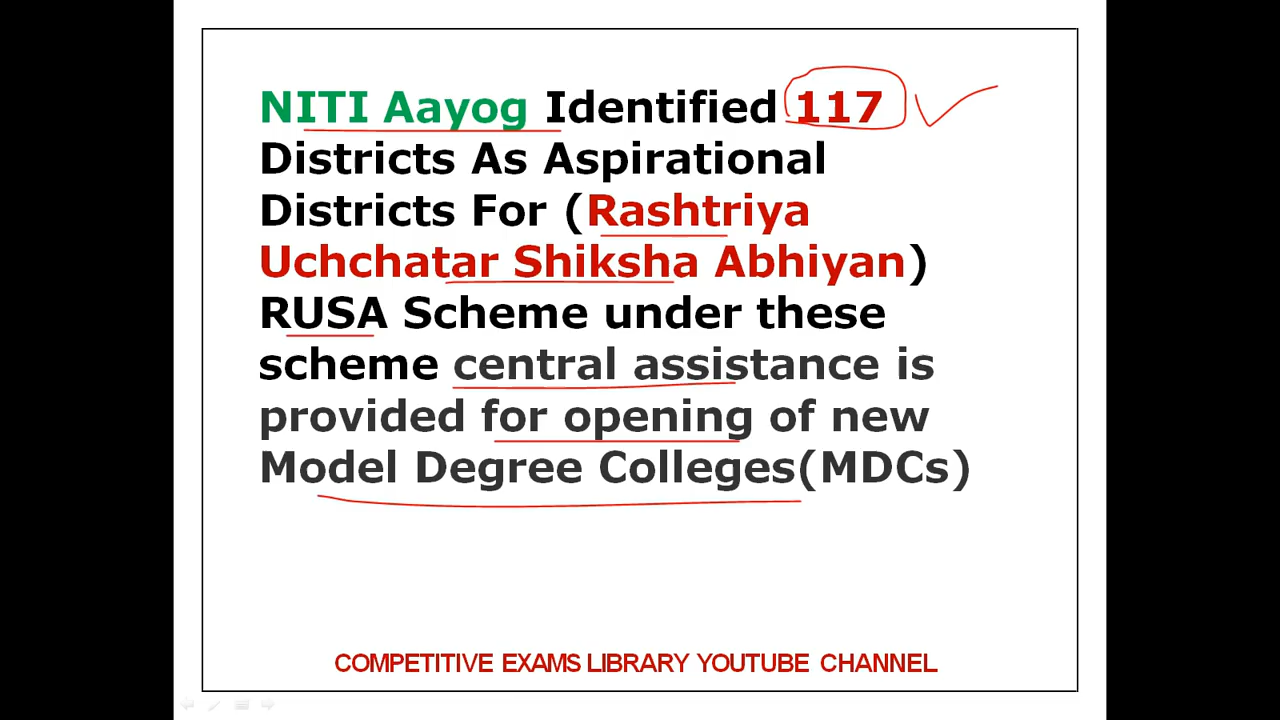 NITI Aayog Identified 117
Districts As Aspirational
Districts For (Rashtriya
Uchchatar Shiksha Abhiyan)
RUSA Scheme under these
scheme central assistance is
provided for opening of new
Model Degree Colleges(MDCs)
COMPETITIVE EXAMS LIBRARY YOUTUBE CHANNEL